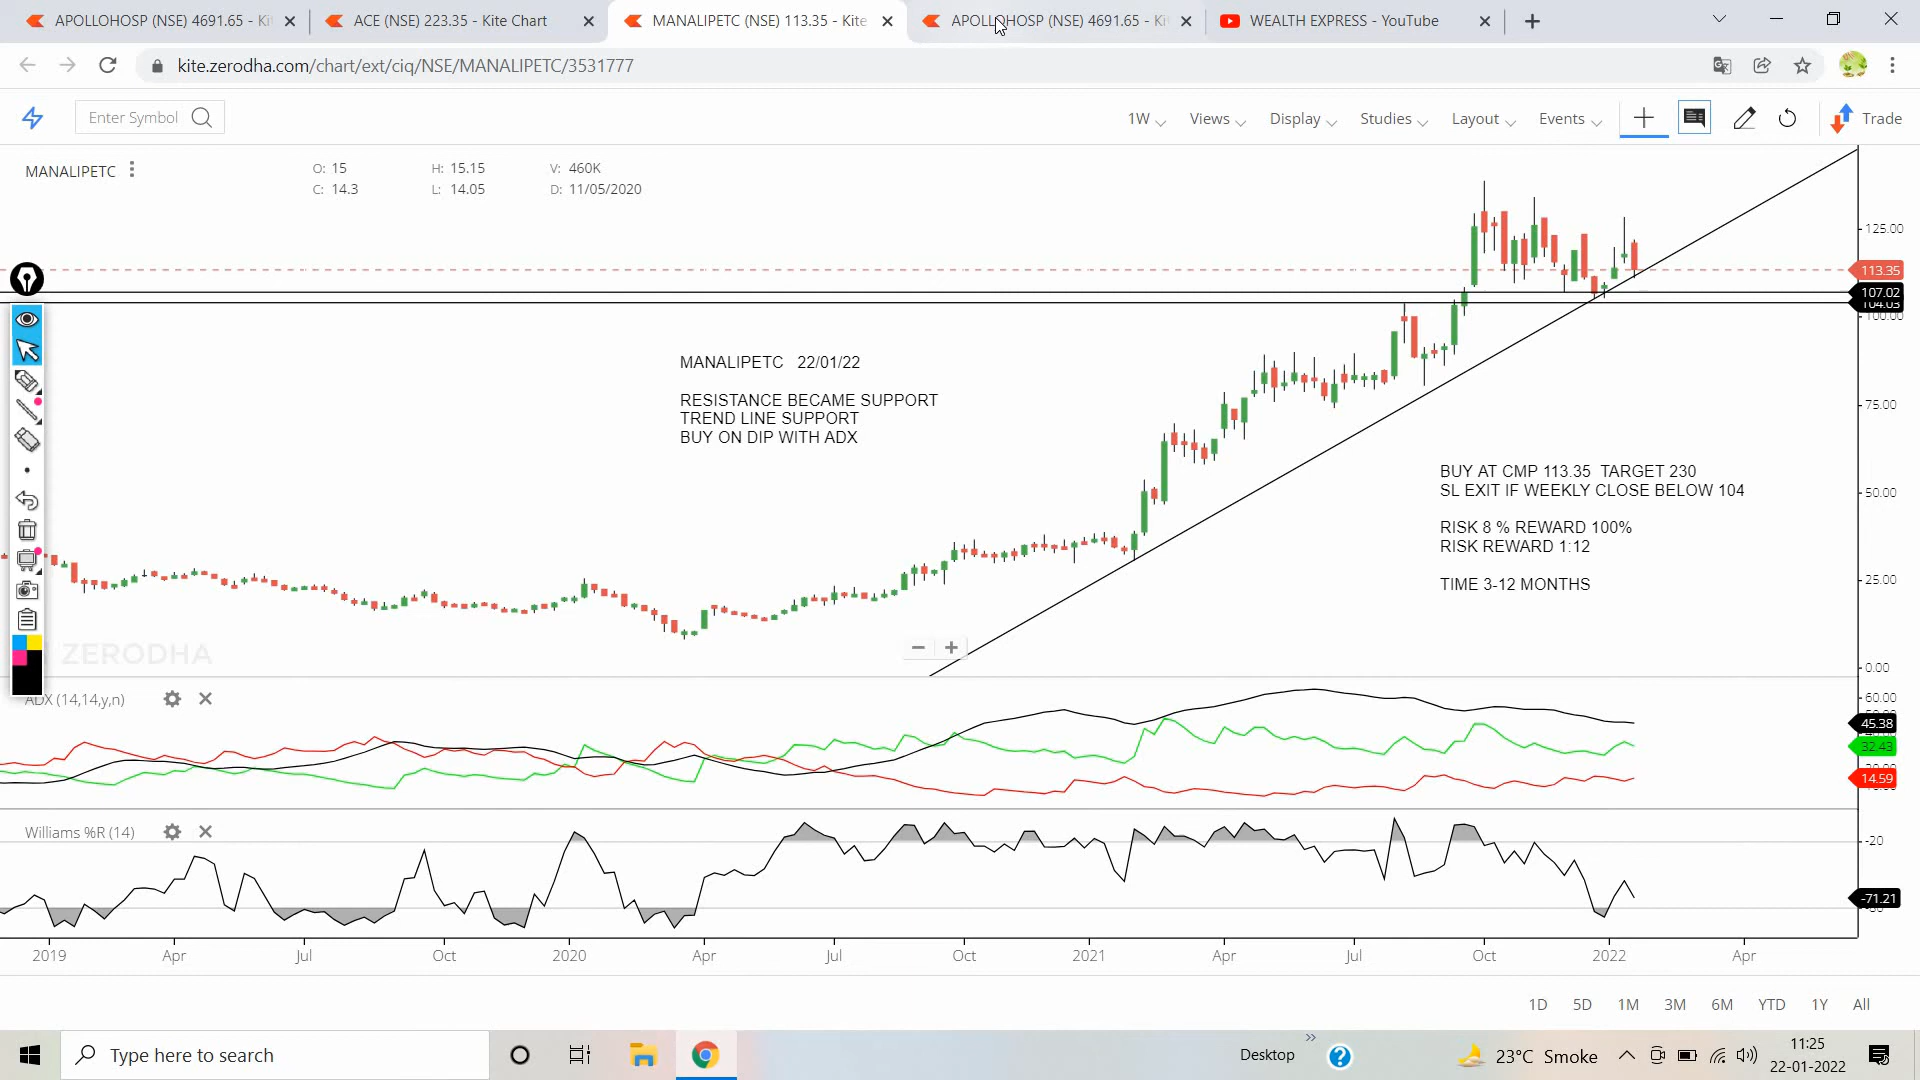 APOLLOHOSP (NSE) 4691.65 - Ki
ACE (NSE) 223.35 - Kite Chart
MANALIPETC (NSE) 113.35 - Kite
APOLLOHOSP (NSE) 4691.65 - Ki
WEALTH EXPRESS - YouTube
kite.zerodha.com/chart/ext/ciq/NSE/MANALIPETC/3531777
Enter Symbol
1W Views Display Studies Layout Events Trade
MANALIPETC
O: 15 H: 15.15 V: 460K
C: 14.3 L: 14.05 D: 11/05/2020
125.00
113.35
107.02
104.03
100.00
MANALIPETC 22/01/22
RESISTANCE BECAME SUPPORT
TREND LINE SUPPORT
BUY ON DIP WITH ADX
75.00
BUY AT CMP 113.35 TARGET 230
SL EXIT IF WEEKLY CLOSE BELOW 104
50.00
RISK 8 % REWARD 100%
RISK REWARD 1:12
TIME 3-12 MONTHS
25.00
ZERODHA
0.00
ADX (14,14,y,n)
60.00
45.38
32.43
14.59
Williams %R (14)
-20
-71.21
2019 Apr Jul Oct 2020 Apr Jul Oct 2021 Apr Jul Oct 2022 Apr
1D 5D 1M 3M 6M YTD 1Y All
Type here to search
Desktop
23°C Smoke
11:25
22-01-2022